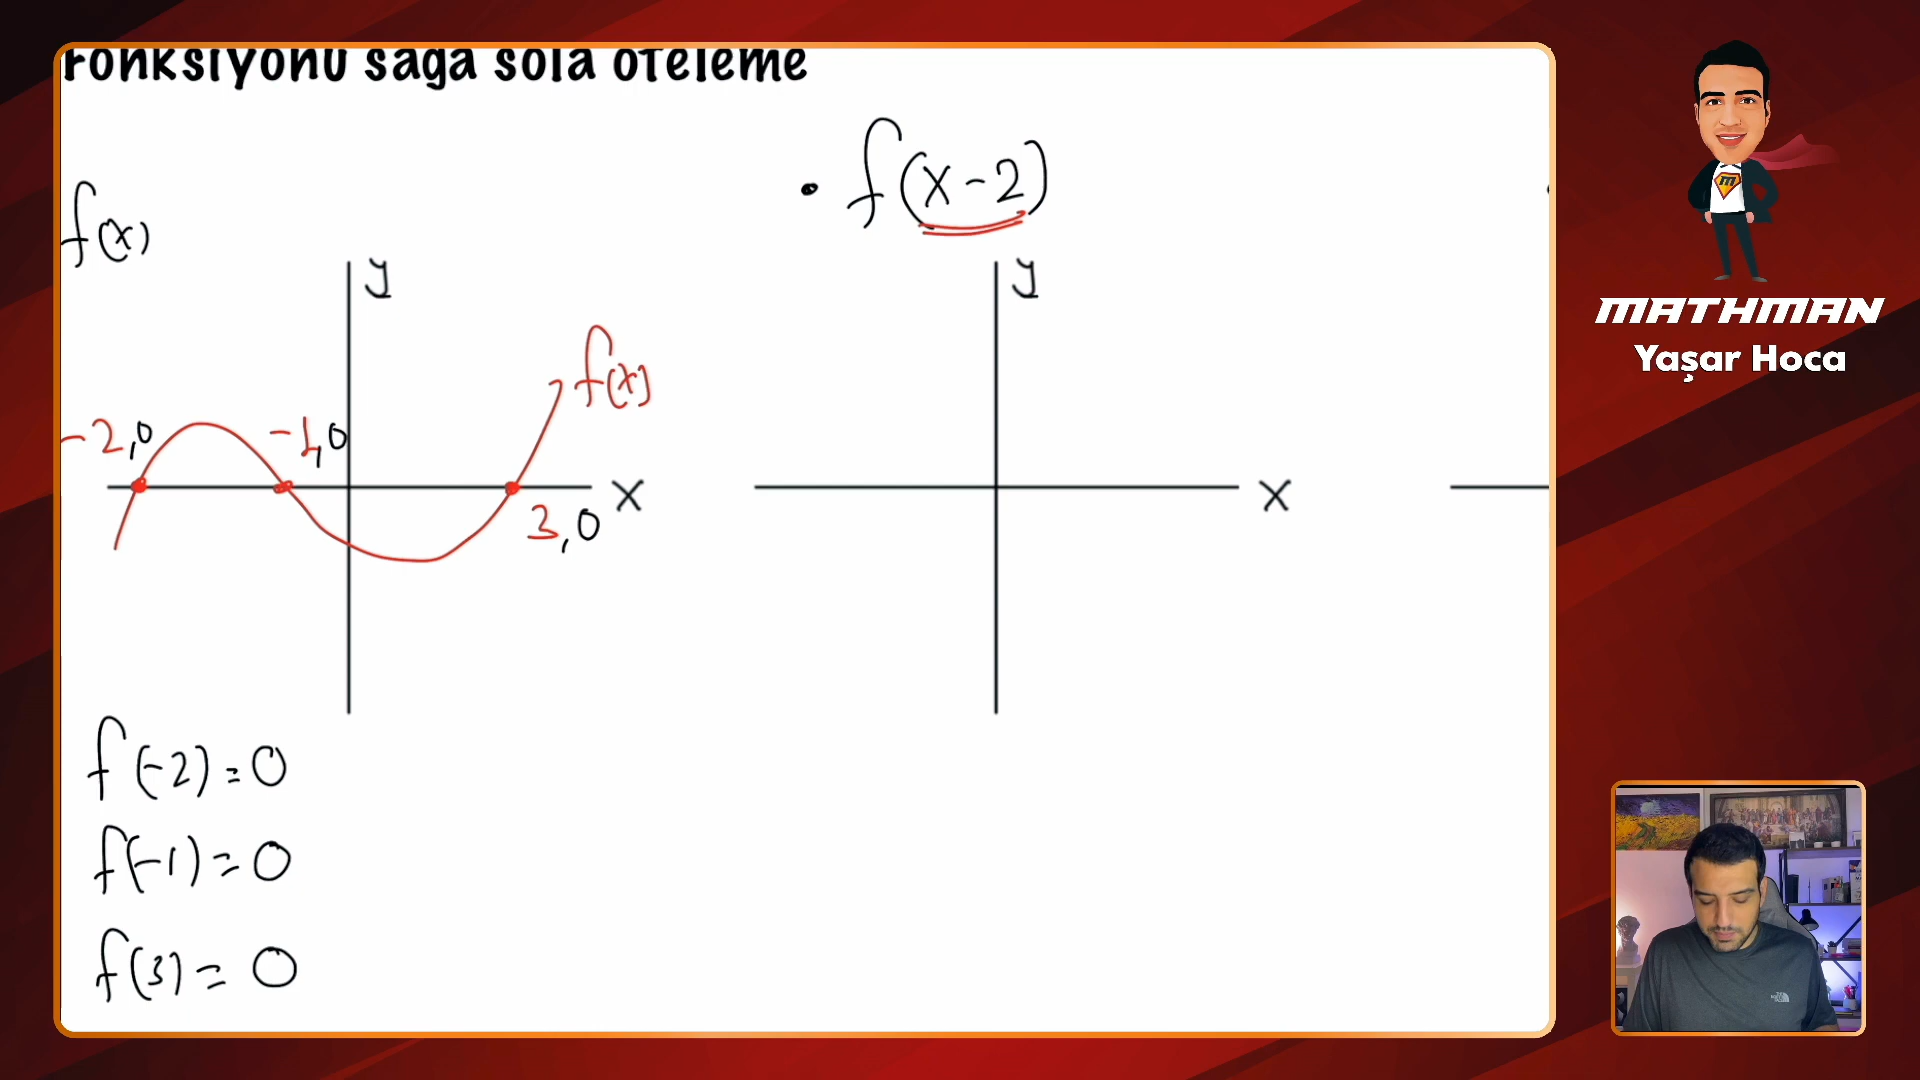 Fonksiyonu sağa sola öteleme
f(x)
y
f(x)
-2,0
-1,0
3,0
x
f(-2)=0
f(-1)=0
f(3)=0
• f(x-2)
y
x
m
MATHMAN
Yaşar Hoca